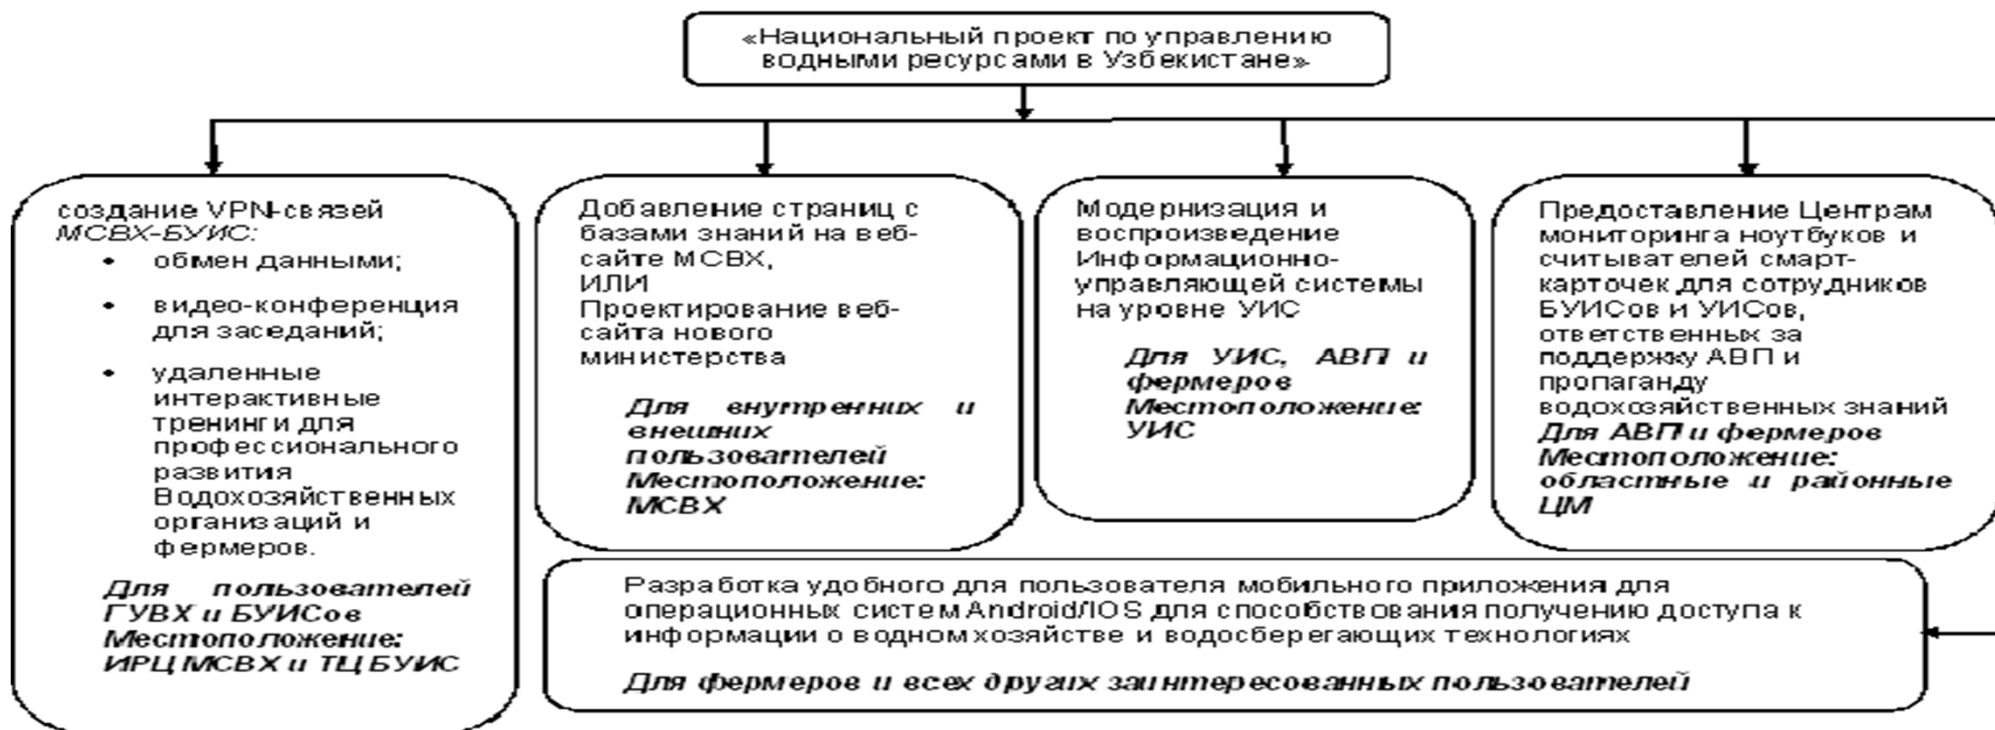 «Национальный проект по управлению
водными ресурсами в Узбекистане»
создание VPN-связей
МСВХ-БУИС:
• обмен данными;
• видео-конференция
для заседаний;
• удаленные
интерактивные
тренинги для
профессионального
развития
Водохозяйственных
организаций и
фермеров.
Для пользователей
ГУВХ и БУИСов
Местоположение:
ИРЦ МСВХ и ТЦ БУИС
Добавление страниц с
базами знаний на веб-
сайте МСВХ,
ИЛИ
Проектирование веб-
сайта нового
министерства
Для внутренних и
внешних
пользователей
Местоположение:
МСВХ
Модернизация и
воспроизведение
Информационно-
управляющей системы
на уровне УИС
Для УИС, АВП и
фермеров
Местоположение:
УИС
Предоставление Центрам
мониторинга ноутбуков и
считывателей смарт-
карточек для сотрудников
БУИСов и УИСов,
ответственных за
поддержку АВП и
пропаганду
водохозяйственных знаний
Для АВП и фермеров
Местоположение:
областные и районные
ЦМ
Разработка удобного для пользователя мобильного приложения для
операционных систем Android/IOS для способствования получению доступа к
информации о водном хозяйстве и водосберегающих технологиях
Для фермеров и всех других заинтересованных пользователей